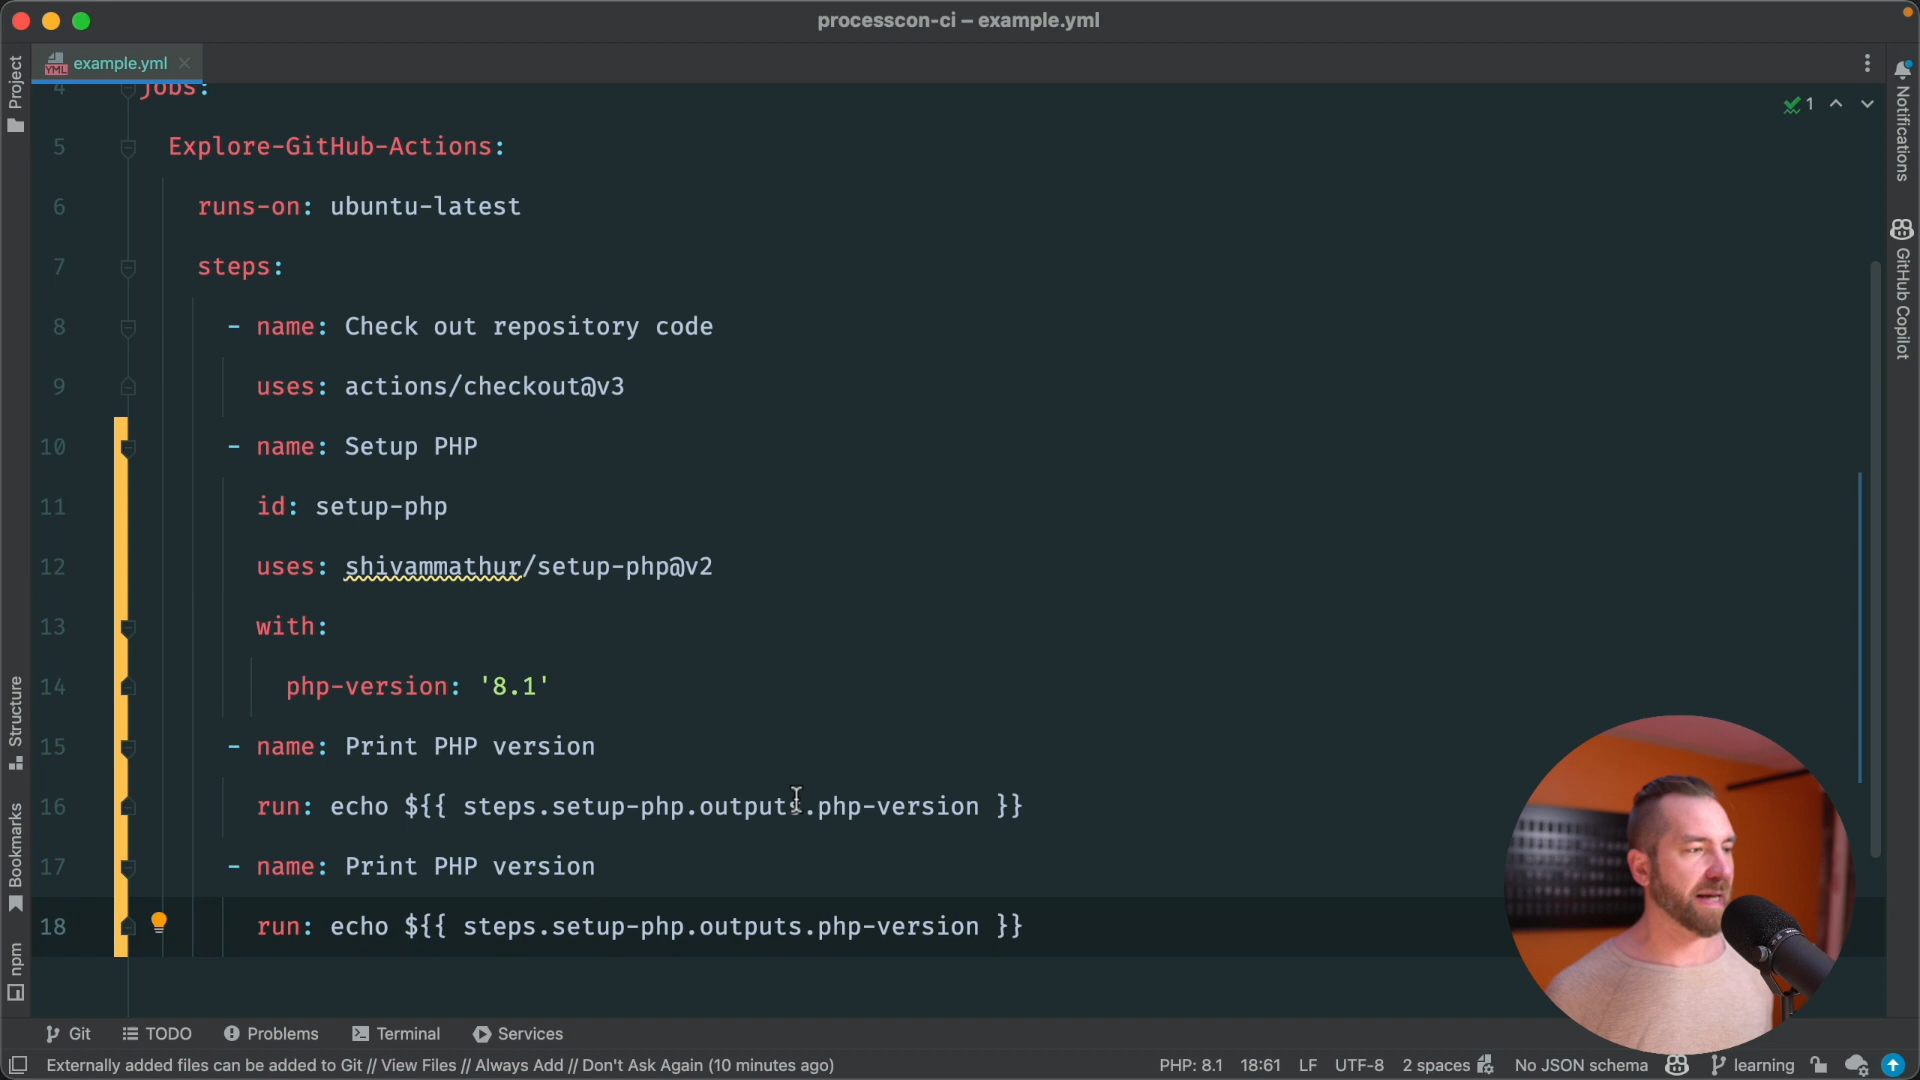 processcon-ci – example.yml
example.yml
Project
4 jobs:
1
5 Explore-GitHub-Actions:
6 runs-on: ubuntu-latest
7 steps:
8 - name: Check out repository code
9 uses: actions/checkout@v3
10 - name: Setup PHP
11 id: setup-php
12 uses: shivammathur/setup-php@v2
13 with:
14 php-version: '8.1'
15 - name: Print PHP version
16 run: echo ${{ steps.setup-php.outputs.php-version }}
17 - name: Print PHP version
18 run: echo ${{ steps.setup-php.outputs.php-version }}
Structure
Bookmarks
npm
Notifications
GitHub Copilot
Git TODO Problems Terminal Services
Externally added files can be added to Git // View Files // Always Add // Don't Ask Again (10 minutes ago) PHP: 8.1 18:61 LF UTF-8 2 spaces No JSON schema learning